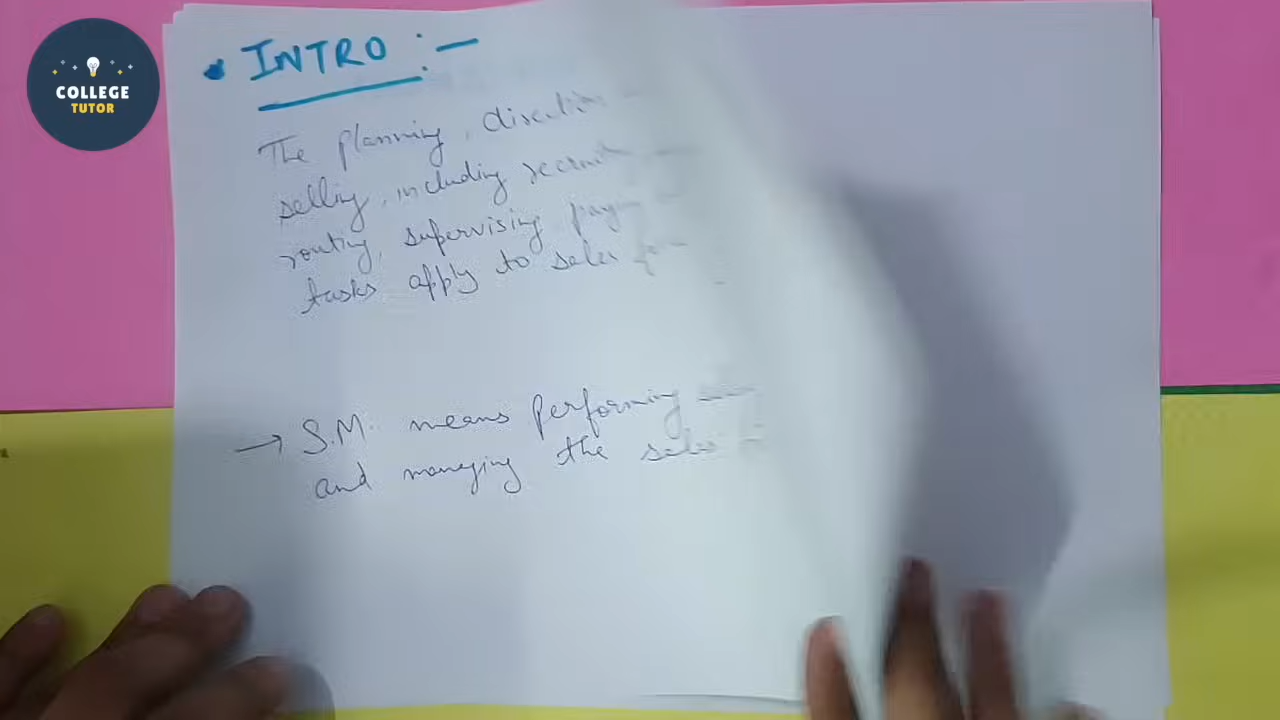 COLLEGE
TUTOR
• INTRO :-
The planning, direction
selling, including
routing, supervising
tasks apply to sales
→ S.M. means performing
and managing the sales